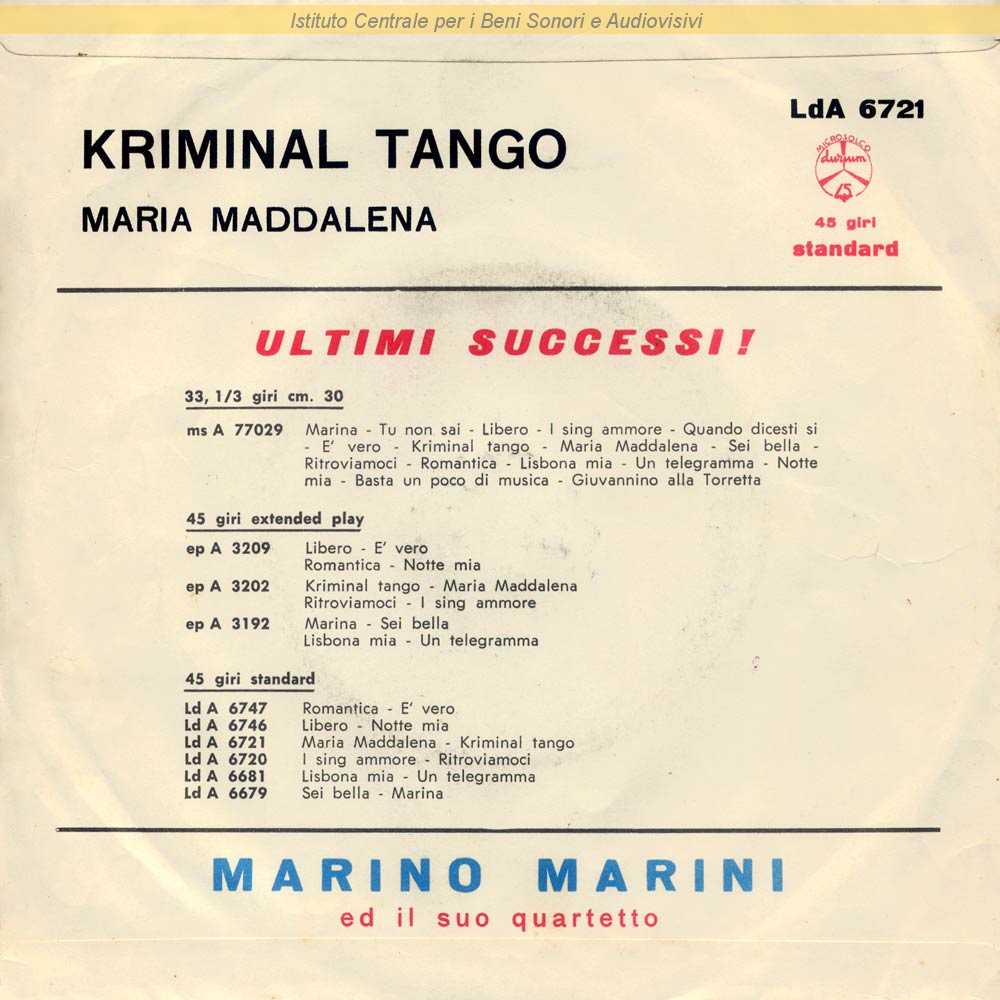 Istituto Centrale per i Beni Sonori e Audiovisivi
LdA 6721
KRIMINAL TANGO
MARIA MADDALENA
MICROSOLCO
durium
45
45 giri
standard
ULTIMI SUCCESSI!
33, 1/3 giri cm. 30
ms A 77029 Marina - Tu non sai - Libero - I sing ammore - Quando dicesti si
- E' vero - Kriminal tango - Maria Maddalena - Sei bella -
Ritroviamoci - Romantica - Lisbona mia - Un telegramma - Notte
mia - Basta un poco di musica - Giuvannino alla Torretta
45 giri extended play
ep A 3209 Libero - E' vero
Romantica - Notte mia
ep A 3202 Kriminal tango - Maria Maddalena
Ritroviamoci - I sing ammore
ep A 3192 Marina - Sei bella
Lisbona mia - Un telegramma
45 giri standard
Ld A 6747 Romantica - E' vero
Ld A 6746 Libero - Notte mia
Ld A 6721 Maria Maddalena - Kriminal tango
Ld A 6720 I sing ammore - Ritroviamoci
Ld A 6681 Lisbona mia - Un telegramma
Ld A 6679 Sei bella - Marina
MARINO MARINI
ed il suo quartetto